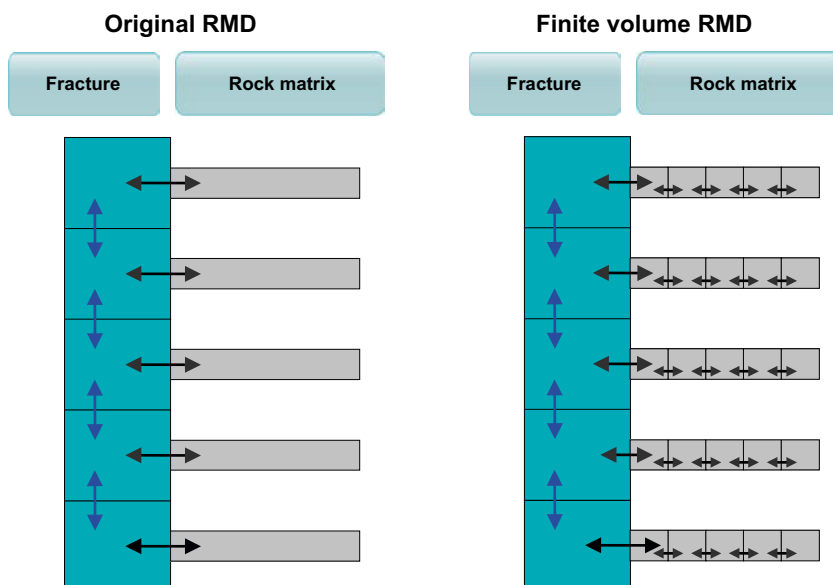 Original RMD
Finite volume RMD
Fracture
Rock matrix
Fracture
Rock matrix